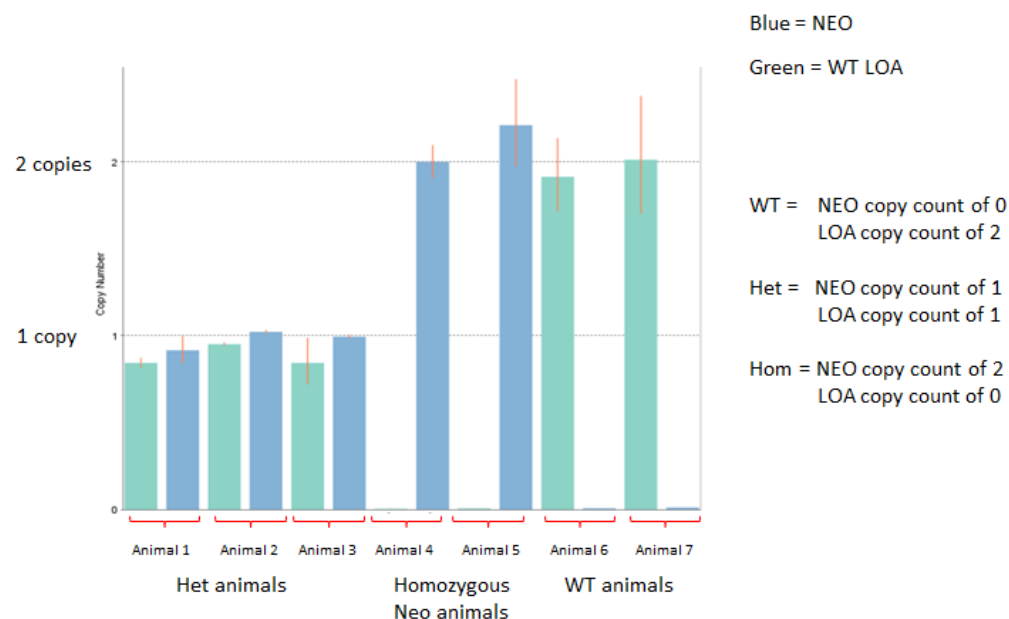 Blue = NEO
Green = WT LOA
2 copies
2
WT = NEO copy count of 0
LOA copy count of 2
Copy Number
Het = NEO copy count of 1
LOA copy count of 1
1 copy
1
Hom = NEO copy count of 2
LOA copy count of 0
0
Animal 1 Animal 2 Animal 3 Animal 4 Animal 5 Animal 6 Animal 7
Het animals Homozygous WT animals
Neo animals